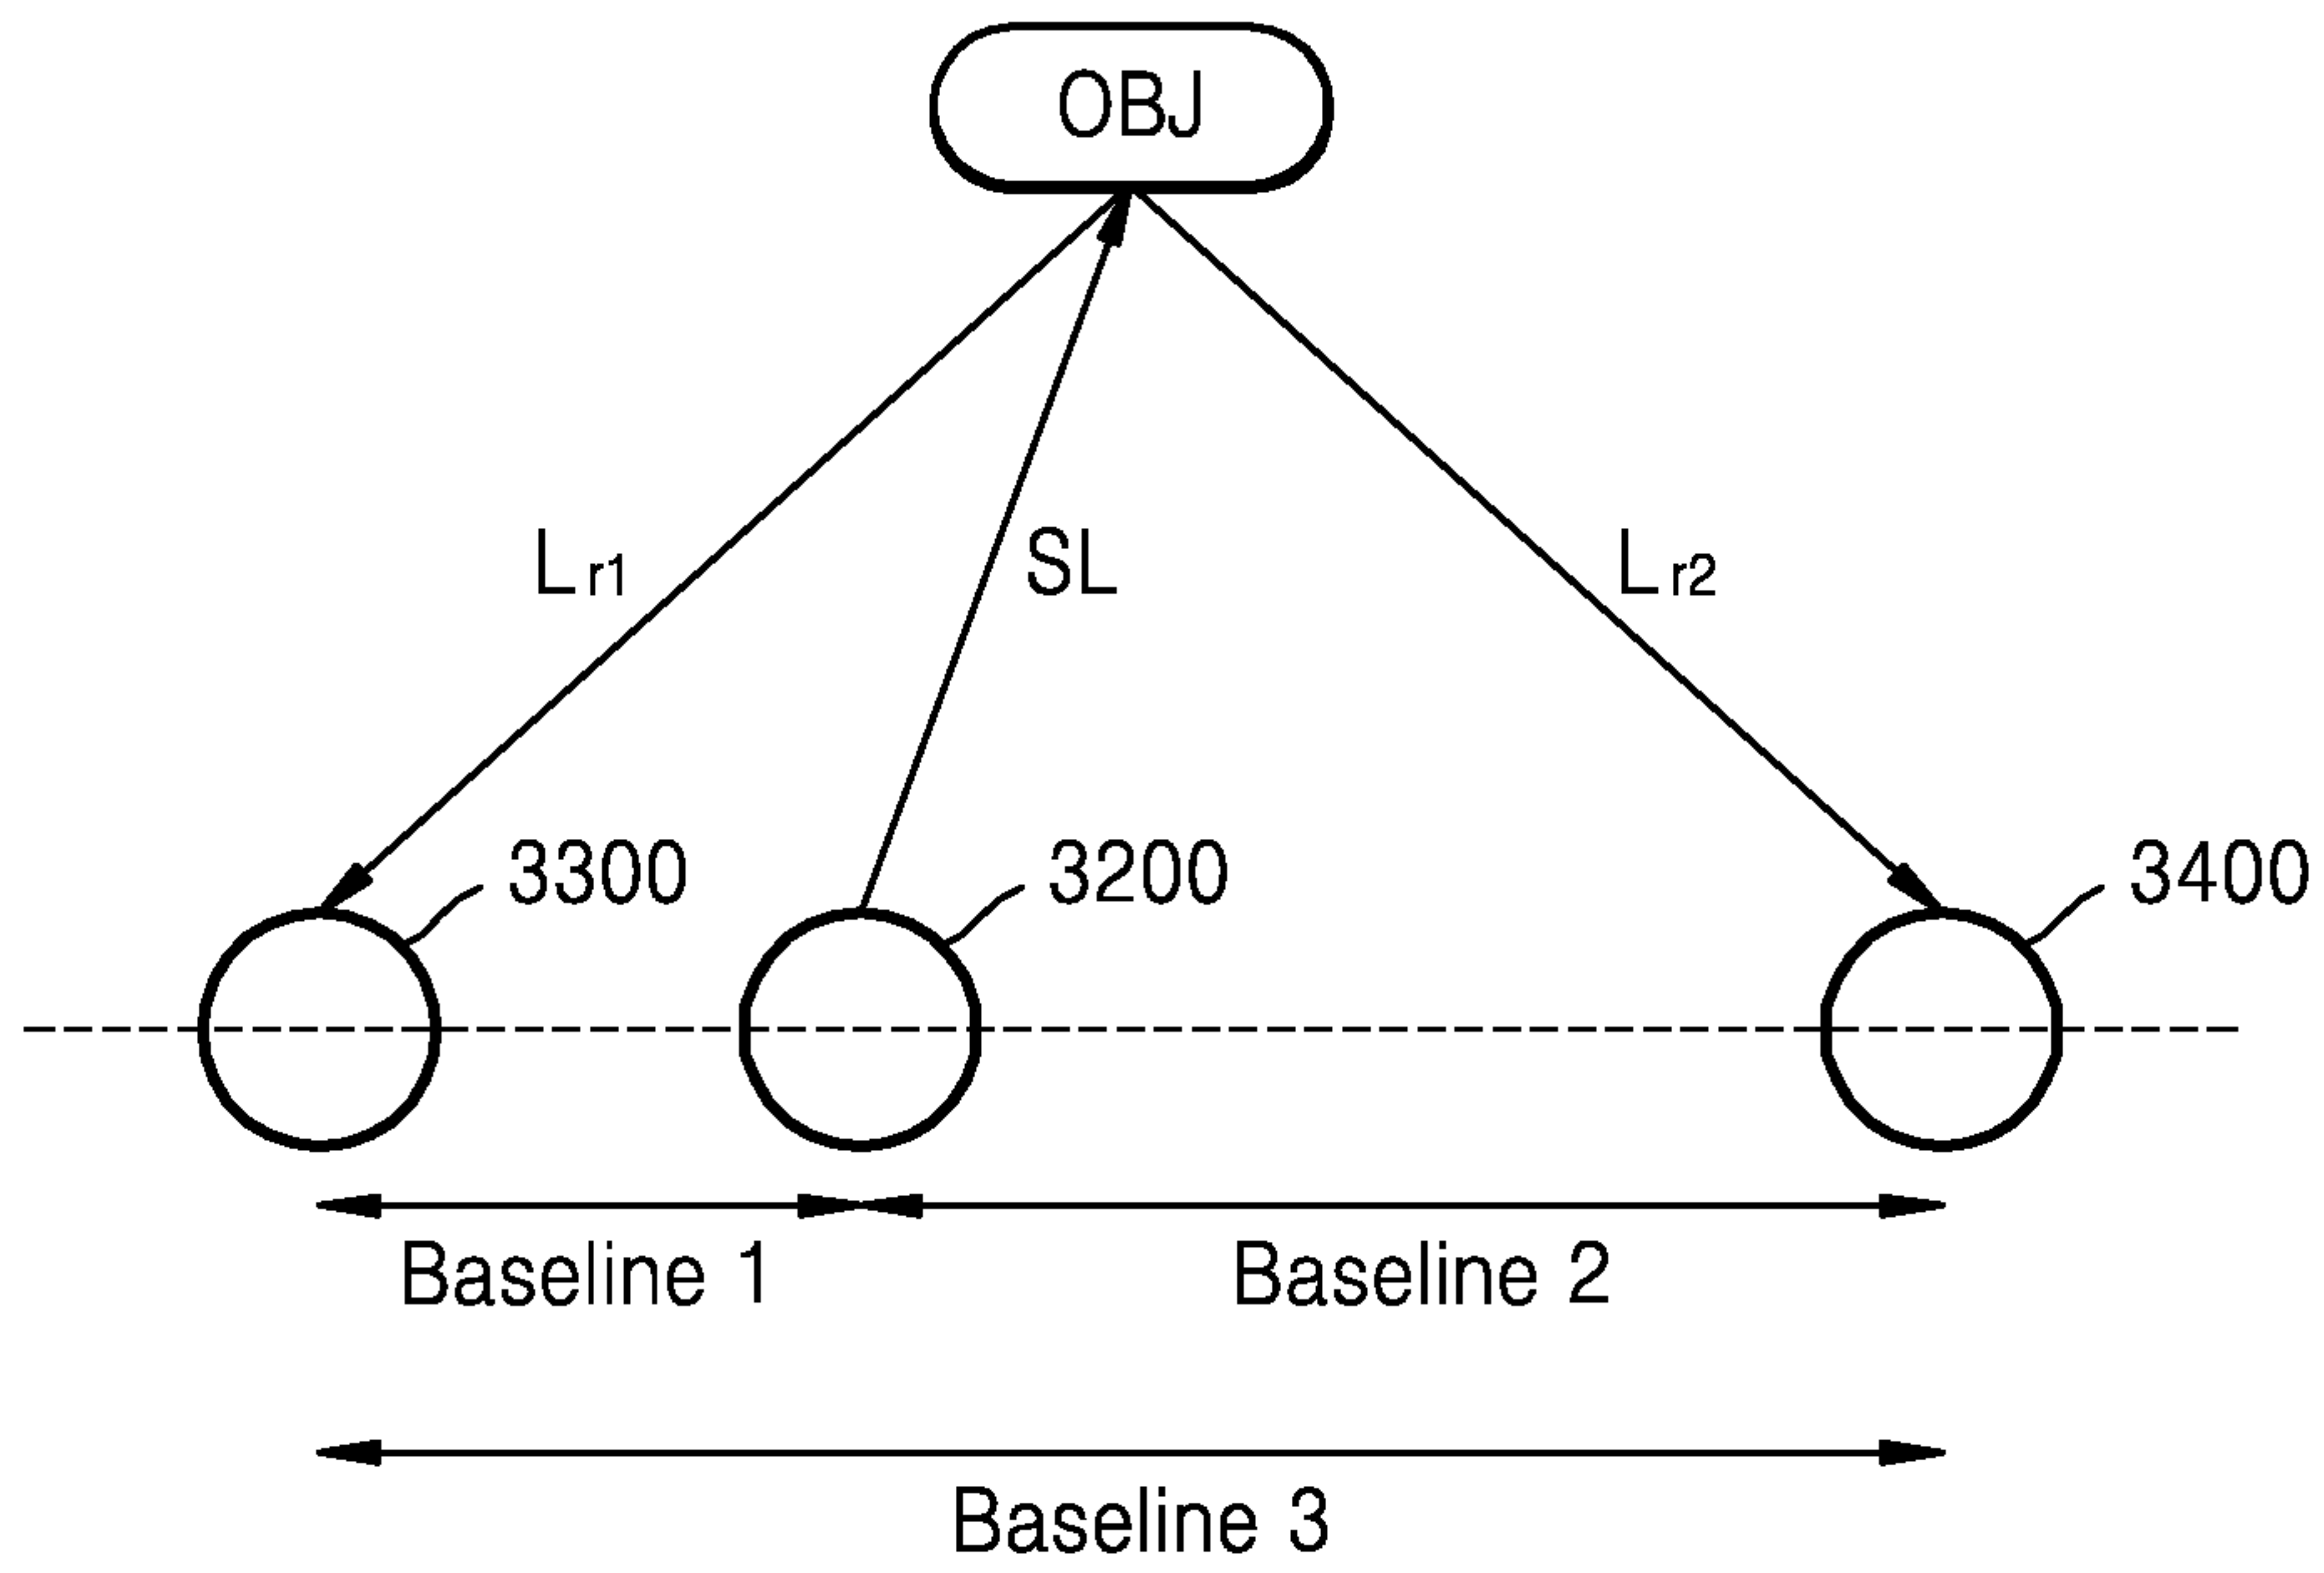 OBJ
Lr1
SL
Lr2
3300
3200
3400
Baseline 1
Baseline 2
Baseline 3